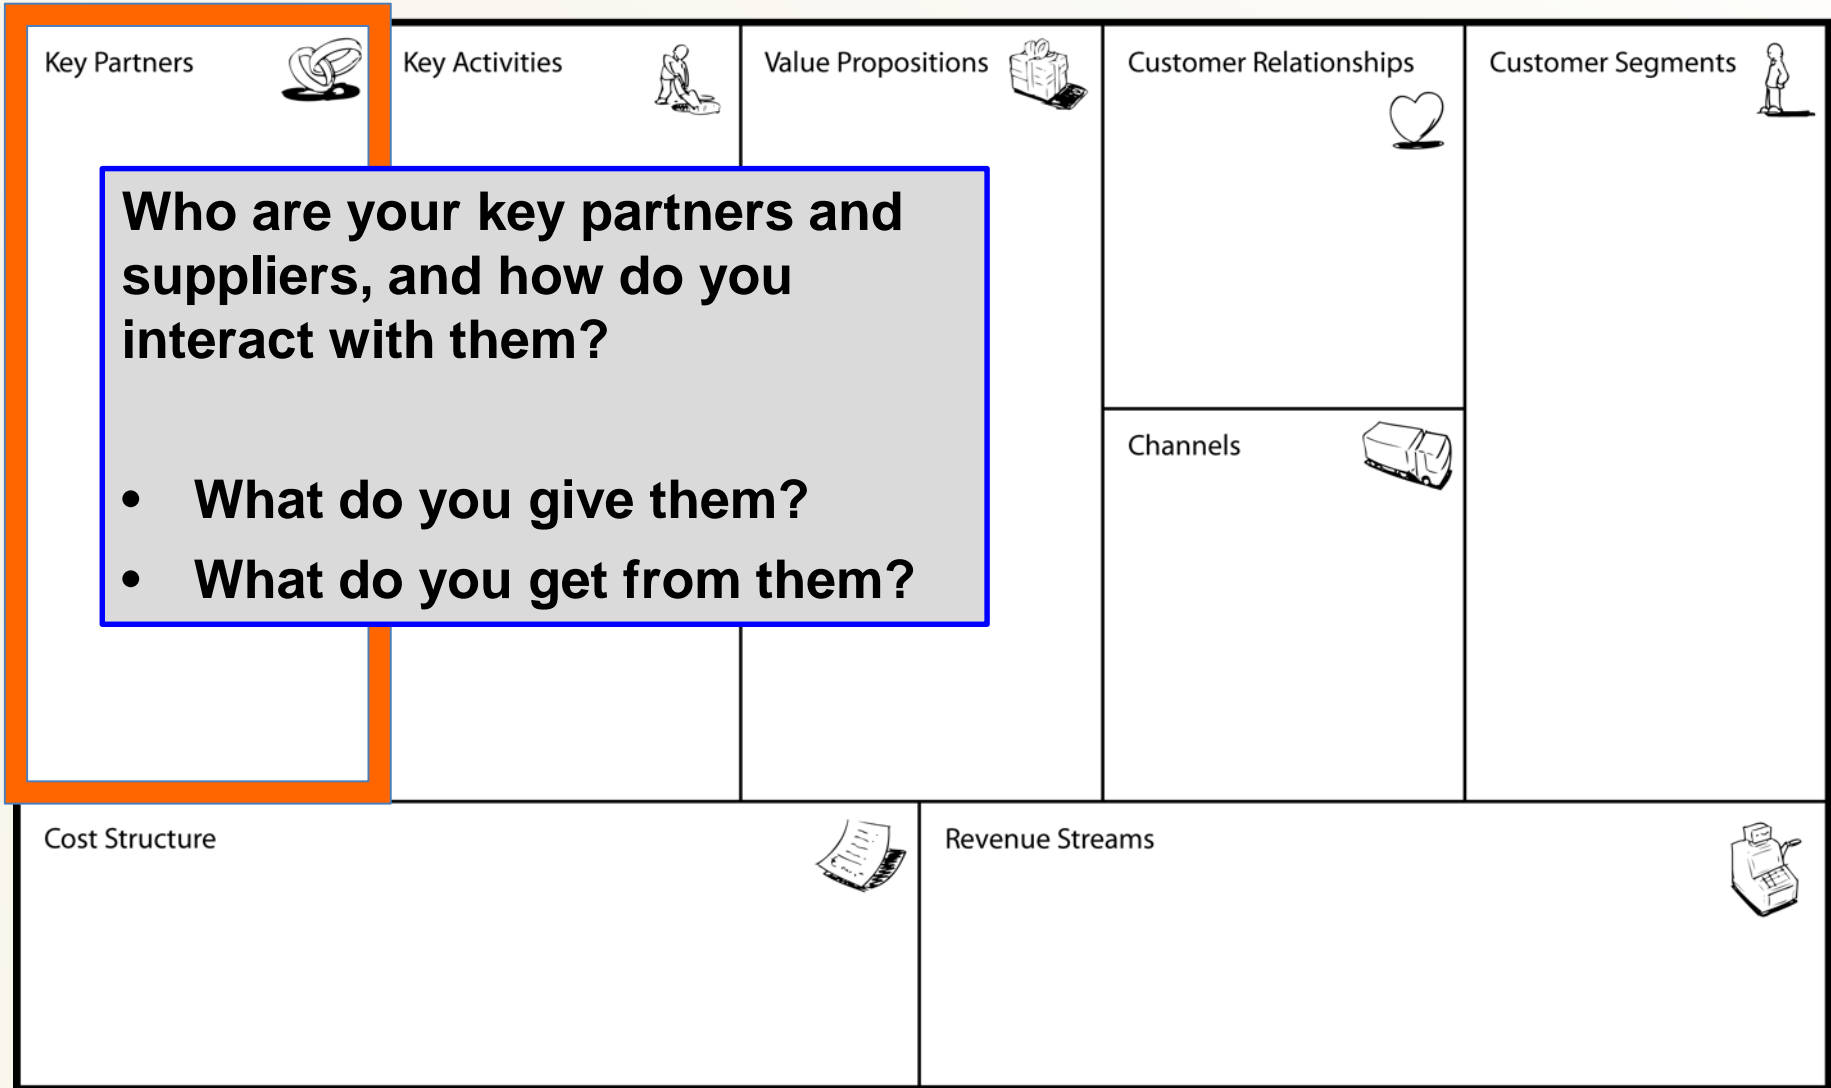 Key Partners
Key Activities
Value Propositions
Customer Relationships
Customer Segments
Who are your key partners and
suppliers, and how do you
interact with them?
• What do you give them?
• What do you get from them?
Channels
Cost Structure
Revenue Streams